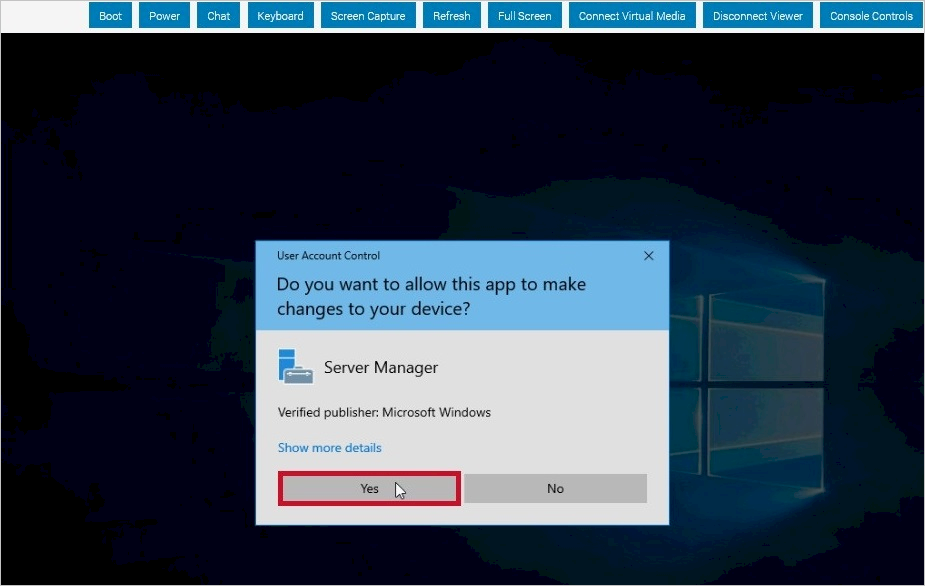 Boot Power Chat Keyboard Screen Capture Refresh Full Screen Connect Virtual Media Disconnect Viewer Console Controls
User Account Control
Do you want to allow this app to make
changes to your device?
Server Manager
Verified publisher: Microsoft Windows
Show more details
Yes No